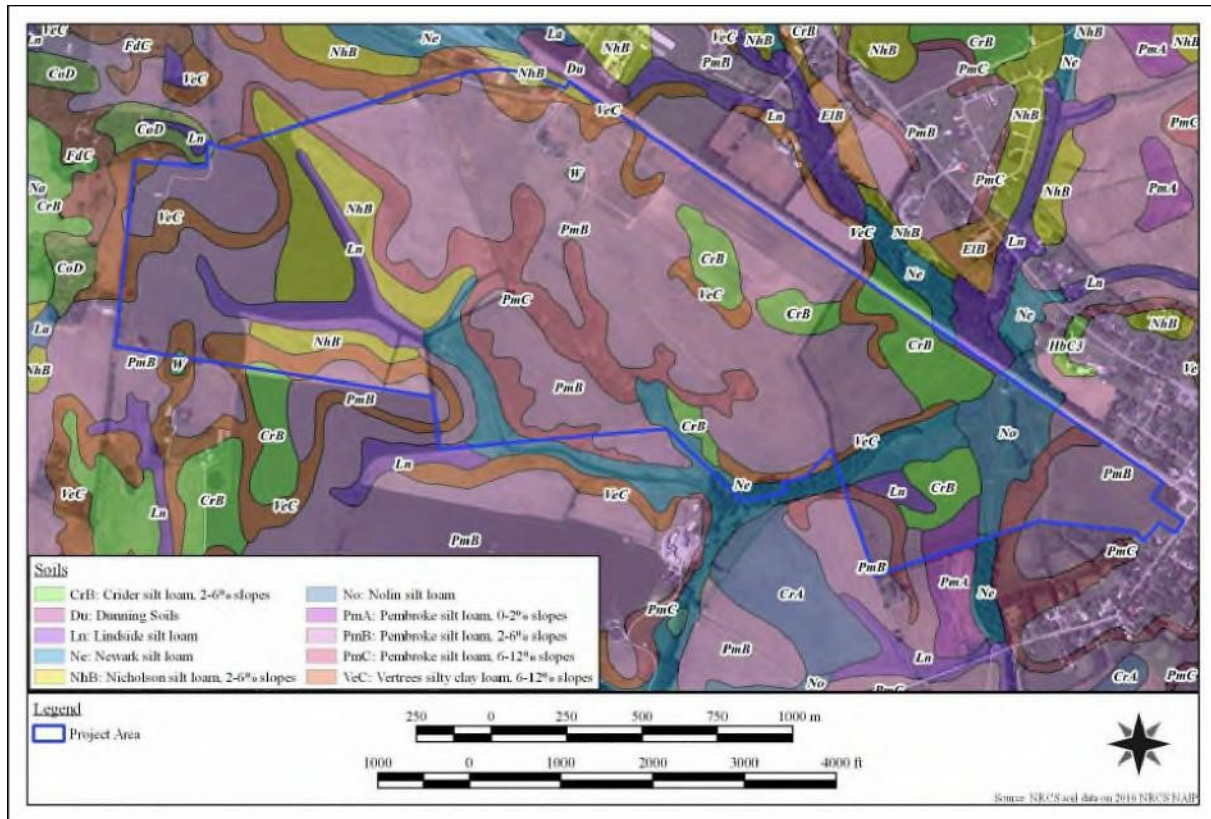 VeC
Ln
FdC
CoD
VeC
NhB
Ne
La
NhB
Du
VeC
NhB
CrB
PmB
NhB
CrB
PmC
NhB
Ne
PmA
NhB
NhB
VeC
Ln
ElB
PmB
NhB
PmC
CoD
Ln
FdC
PmC
PmA
No
CrB
VeC
NhB
W
PmB
Ln
VeC
NhB
ElB
Ln
NhB
CoD
CrB
VeC
Ne
Ln
PmC
CrB
Ne
La
NhB
HbC3
NhB
Ve
CrB
PmB
W
NhB
PmB
PmB
CrB
No
CrB
VeC
Ln
VeC
Ne
Ln
CrB
PmB
VeC
CrB
VeC
Ln
PmB
PmB
PmC
PmA
Ne
CrA
PmC
PmB
Ln
No
PmC
CrA
PmC
Soils
CrB: Crider silt loam, 2-6% slopes
Du: Dunning Soils
Ln: Lindside silt loam
Ne: Newark silt loam
NhB: Nicholson silt loam, 2-6% slopes
No: Nolin silt loam
PmA: Pembroke silt loam, 0-2% slopes
PmB: Pembroke silt loam, 2-6% slopes
PmC: Pembroke silt loam, 6-12% slopes
VeC: Vertrees silty clay loam, 6-12% slopes
Legend
Project Area
250 0 250 500 750 1000 m
1000 0 1000 2000 3000 4000 ft
Source: NRCS soil data on 2016 NRCS NAIP